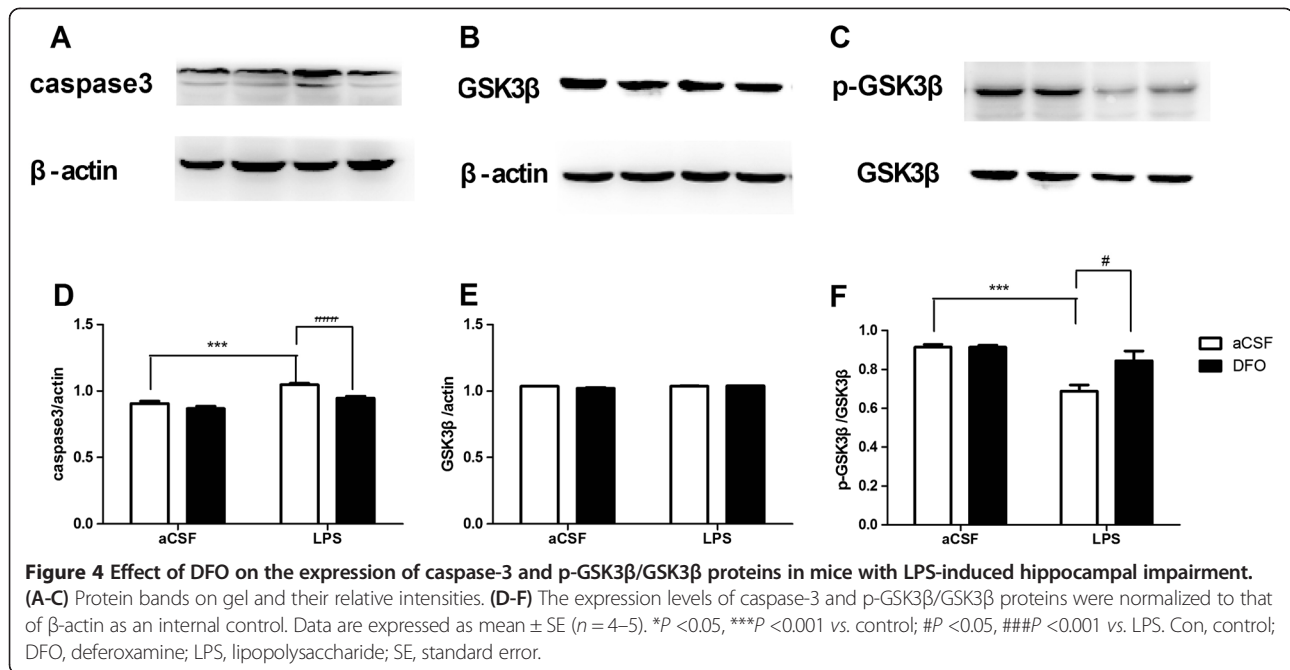 A
B
C
caspase3
GSK3β
p-GSK3β
β-actin
β-actin
GSK3β
D
E
F
caspase3/actin
1.5
1.0
0.5
0.0
***
###
aCSF
LPS
GSK3β/actin
1.5
1.0
0.5
0.0
aCSF
LPS
p-GSK3β/GSK3β
1.0
0.8
0.6
0.4
0.2
0.0
***
#
aCSF
LPS
aCSF
DFO
Figure 4 Effect of DFO on the expression of caspase-3 and p-GSK3β/GSK3β proteins in mice with LPS-induced hippocampal impairment.
(A-C) Protein bands on gel and their relative intensities. (D-F) The expression levels of caspase-3 and p-GSK3β/GSK3β proteins were normalized to that
of β-actin as an internal control. Data are expressed as mean ± SE (n = 4–5). *P <0.05, ***P <0.001 vs. control; #P <0.05, ###P <0.001 vs. LPS. Con, control;
DFO, deferoxamine; LPS, lipopolysaccharide; SE, standard error.